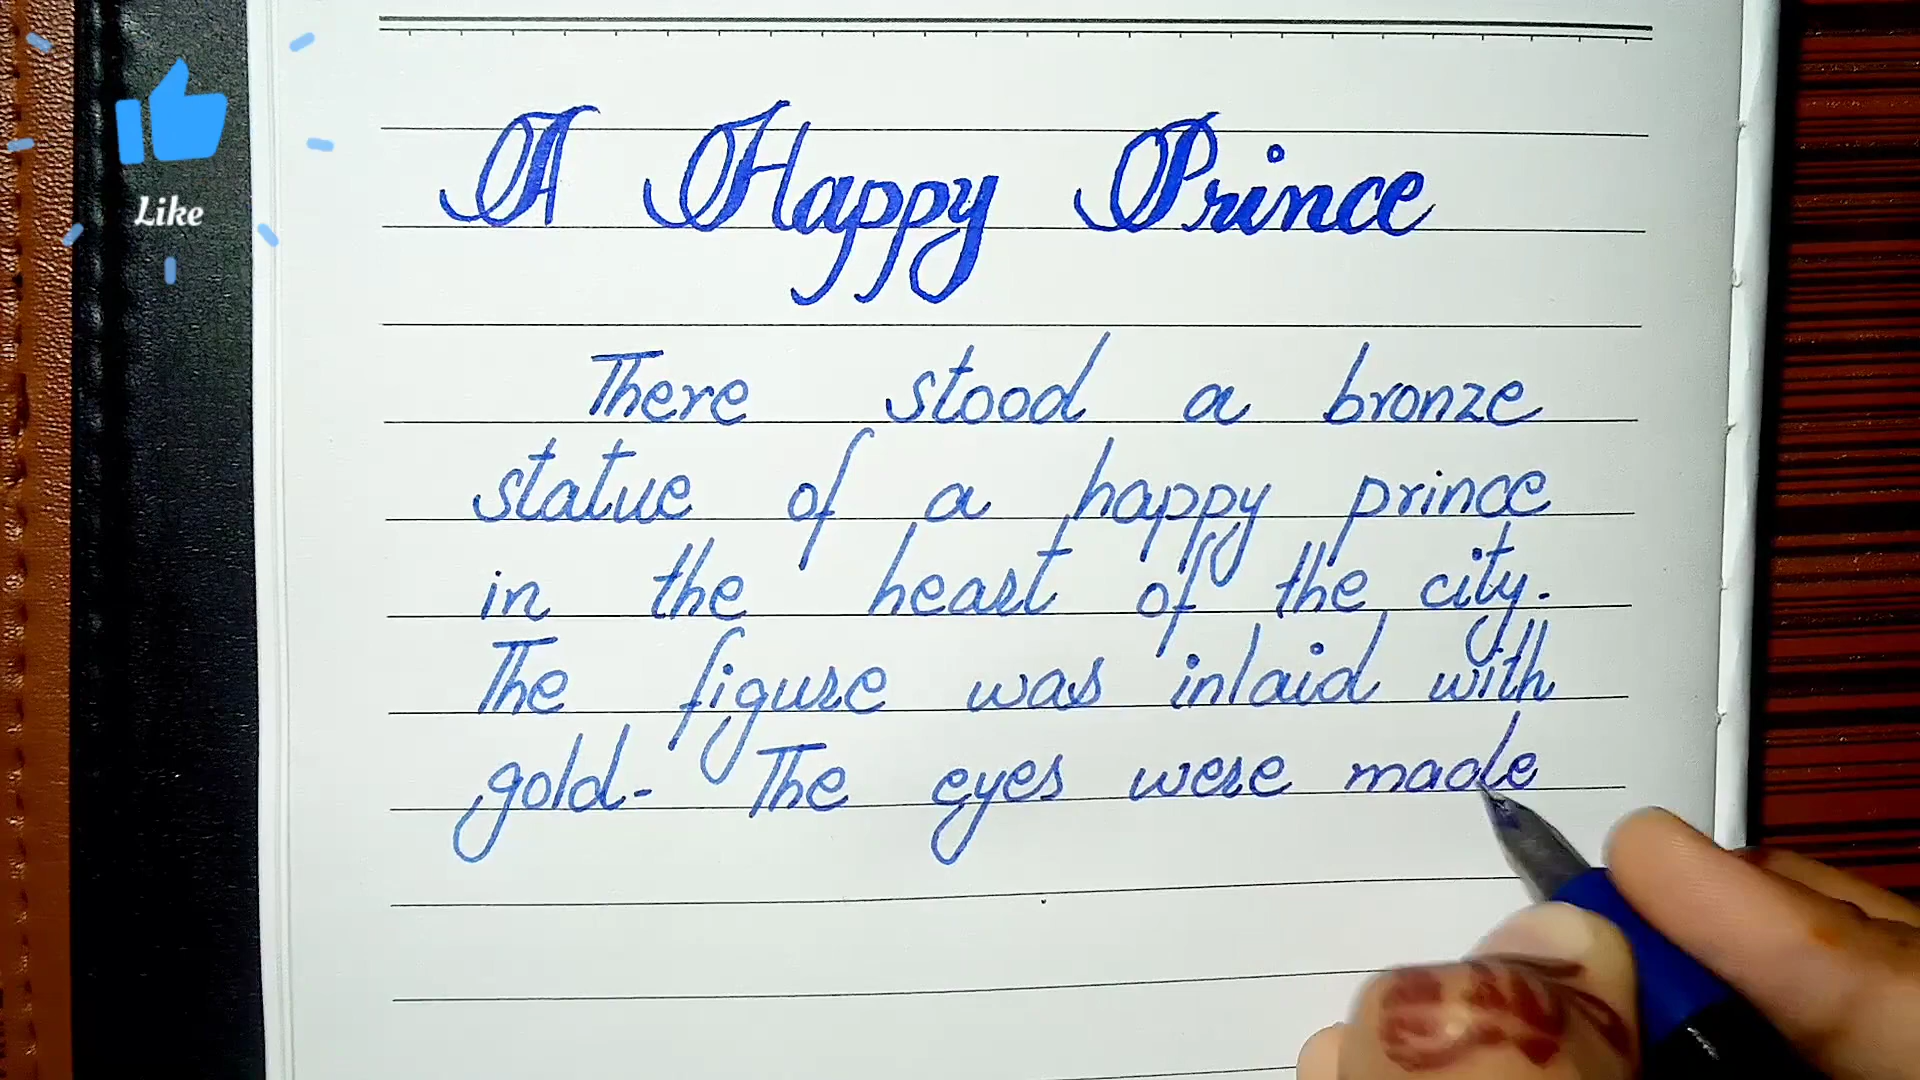 Like
A Happy Prince
There stood a bronze
statue of a happy prince
in the heart of the city.
The figure was inlaid with
gold. The eyes were made